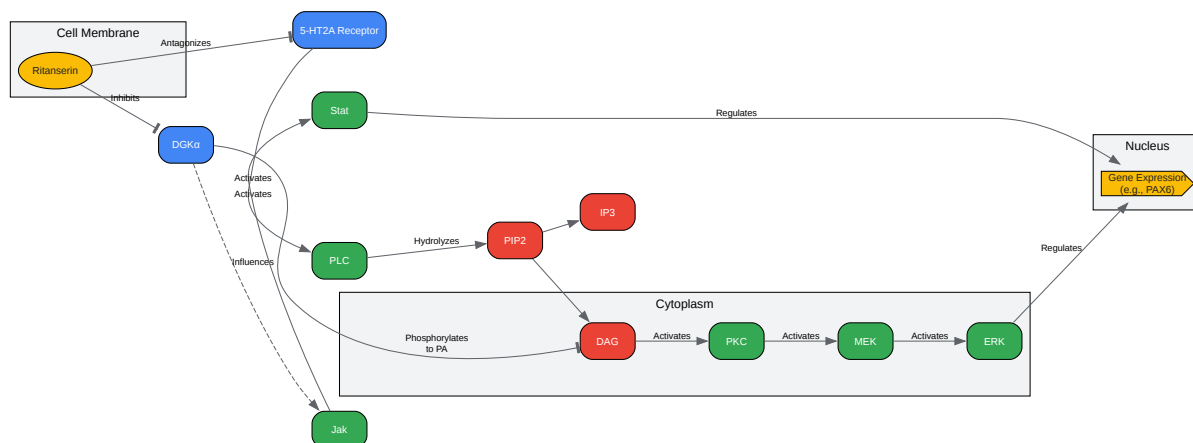 Cell Membrane
Ritanserin
Antagonizes
5-HT2A Receptor
Inhibits
DGKα
Stat
Regulates
Nucleus
Gene Expression
(e.g., PAX6)
Activates
Activates
IP3
PLC
Hydrolyzes
PIP2
Regulates
Influences
Cytoplasm
Phosphorylates
to PA
DAG
Activates
PKC
Activates
MEK
Activates
ERK
Jak